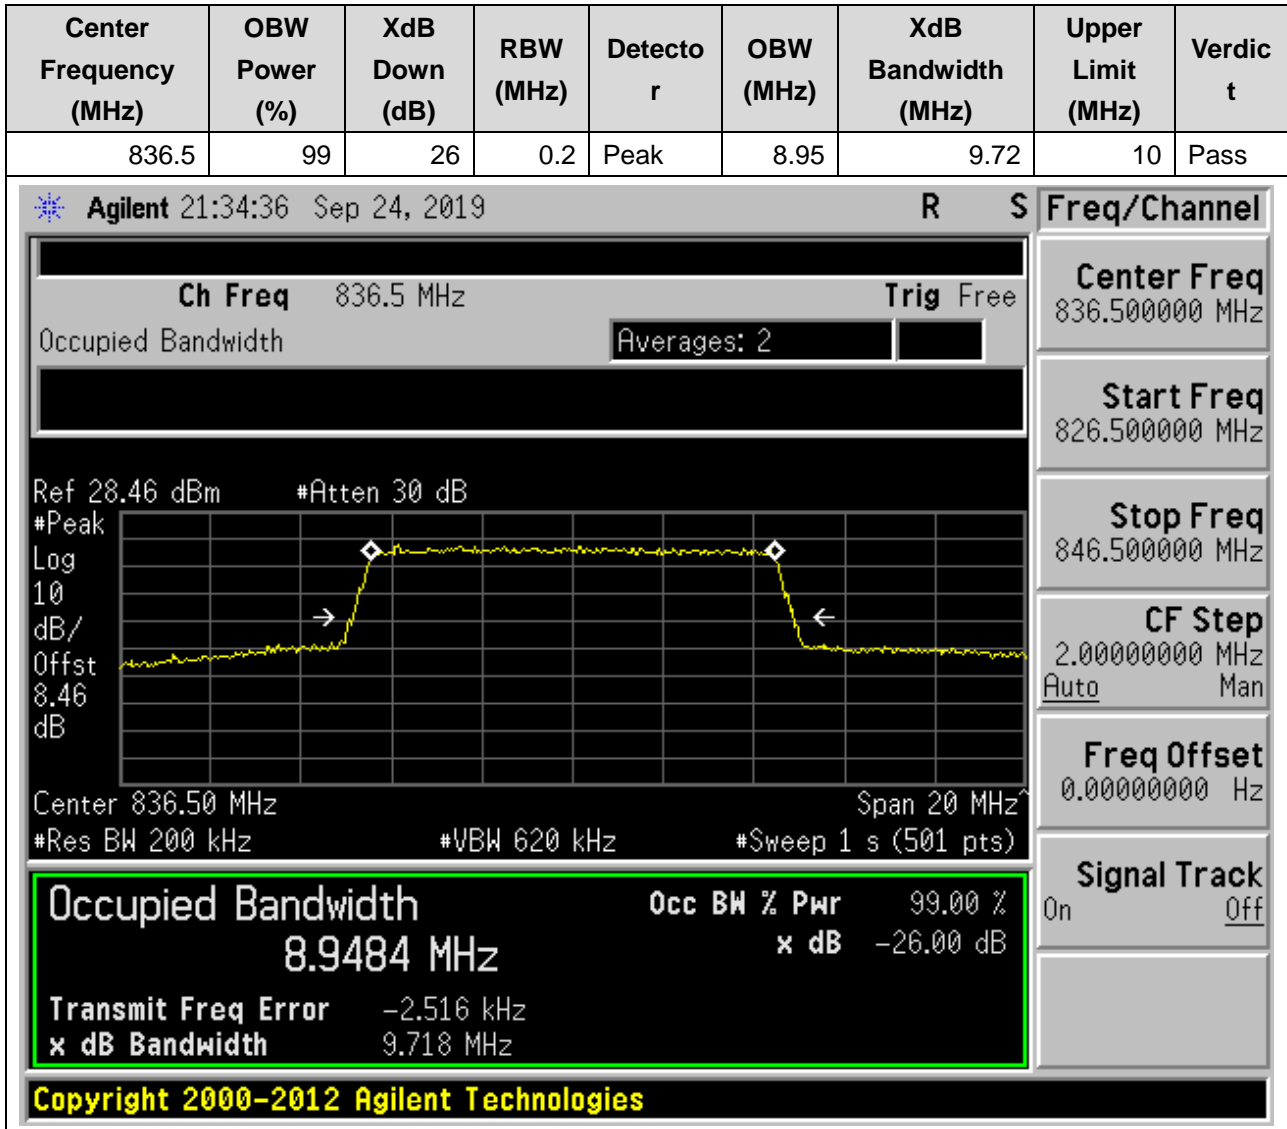 Center Frequency (MHz) OBW Power (%) XdB Down (dB) RBW (MHz) Detecto r OBW (MHz) XdB Bandwidth (MHz) Upper Limit (MHz) Verdic t
836.5 99 26 0.2 Peak 8.95 9.72 10 Pass
Agilent 21:34:36 Sep 24, 2019 R S
Ch Freq 836.5 MHz Trig Free
Occupied Bandwidth Averages: 2
Ref 28.46 dBm #Atten 30 dB
#Peak
Log
10
dB/
Offst
8.46
dB
Center 836.50 MHz Span 20 MHz^
#Res BW 200 kHz #VBW 620 kHz #Sweep 1 s (501 pts)
Occupied Bandwidth Occ BW % Pwr 99.00 %
8.9484 MHz x dB -26.00 dB
Transmit Freq Error -2.516 kHz
x dB Bandwidth 9.718 MHz
Copyright 2000-2012 Agilent Technologies
Freq/Channel
Center Freq
836.500000 MHz
Start Freq
826.500000 MHz
Stop Freq
846.500000 MHz
CF Step
2.00000000 MHz
Auto Man
Freq Offset
0.00000000 Hz
Signal Track
On Off